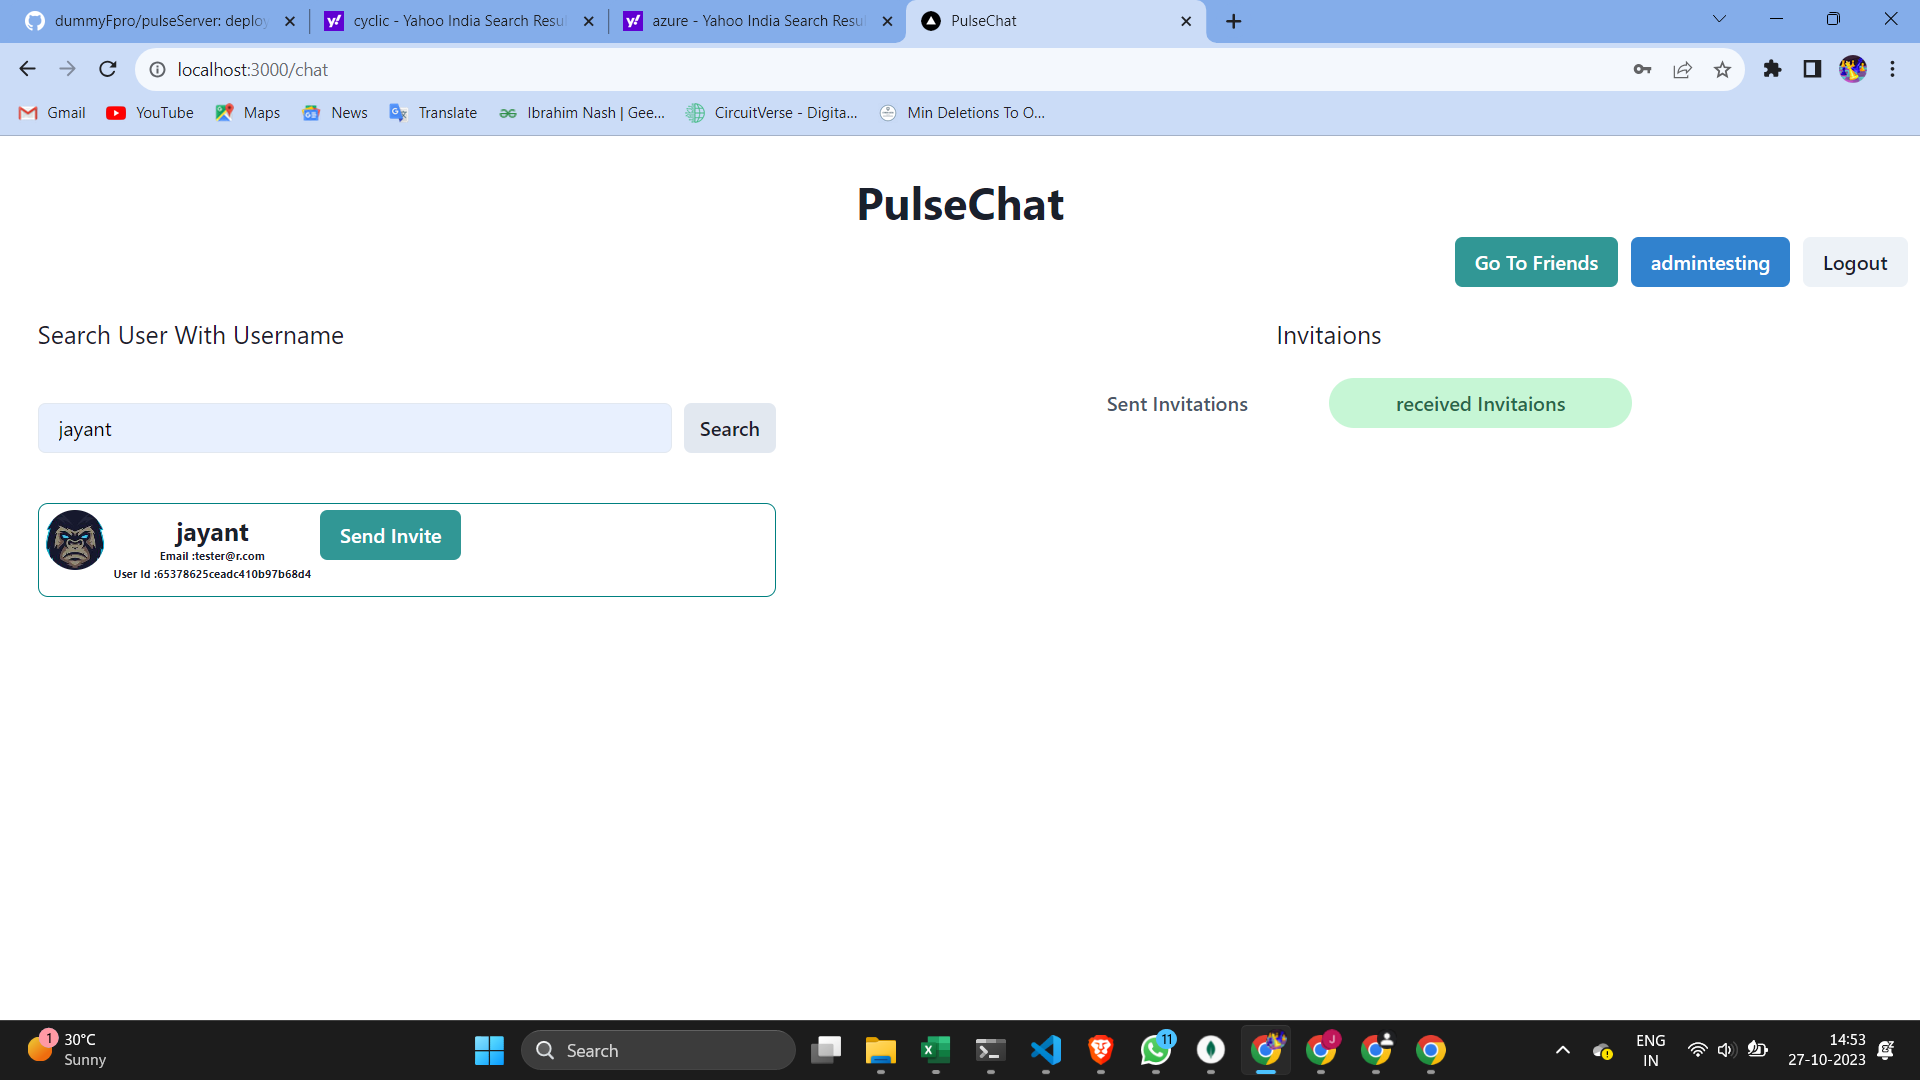 dummyFpro/pulseServer: deploy
cyclic - Yahoo India Search Resul
azure - Yahoo India Search Resul
PulseChat
localhost:3000/chat
Gmail
YouTube
Maps
News
Translate
Ibrahim Nash | Gee...
CircuitVerse - Digita...
Min Deletions To O...
PulseChat
Go To Friends
admintesting
Logout
Search User With Username
Invitaions
Sent Invitations
received Invitaions
jayant
Search
jayant
Send Invite
Email :tester@r.com
User Id :65378625ceadc410b97b68d4
1
30°C
Sunny
Search
11
J
ENG
IN
14:53
27-10-2023